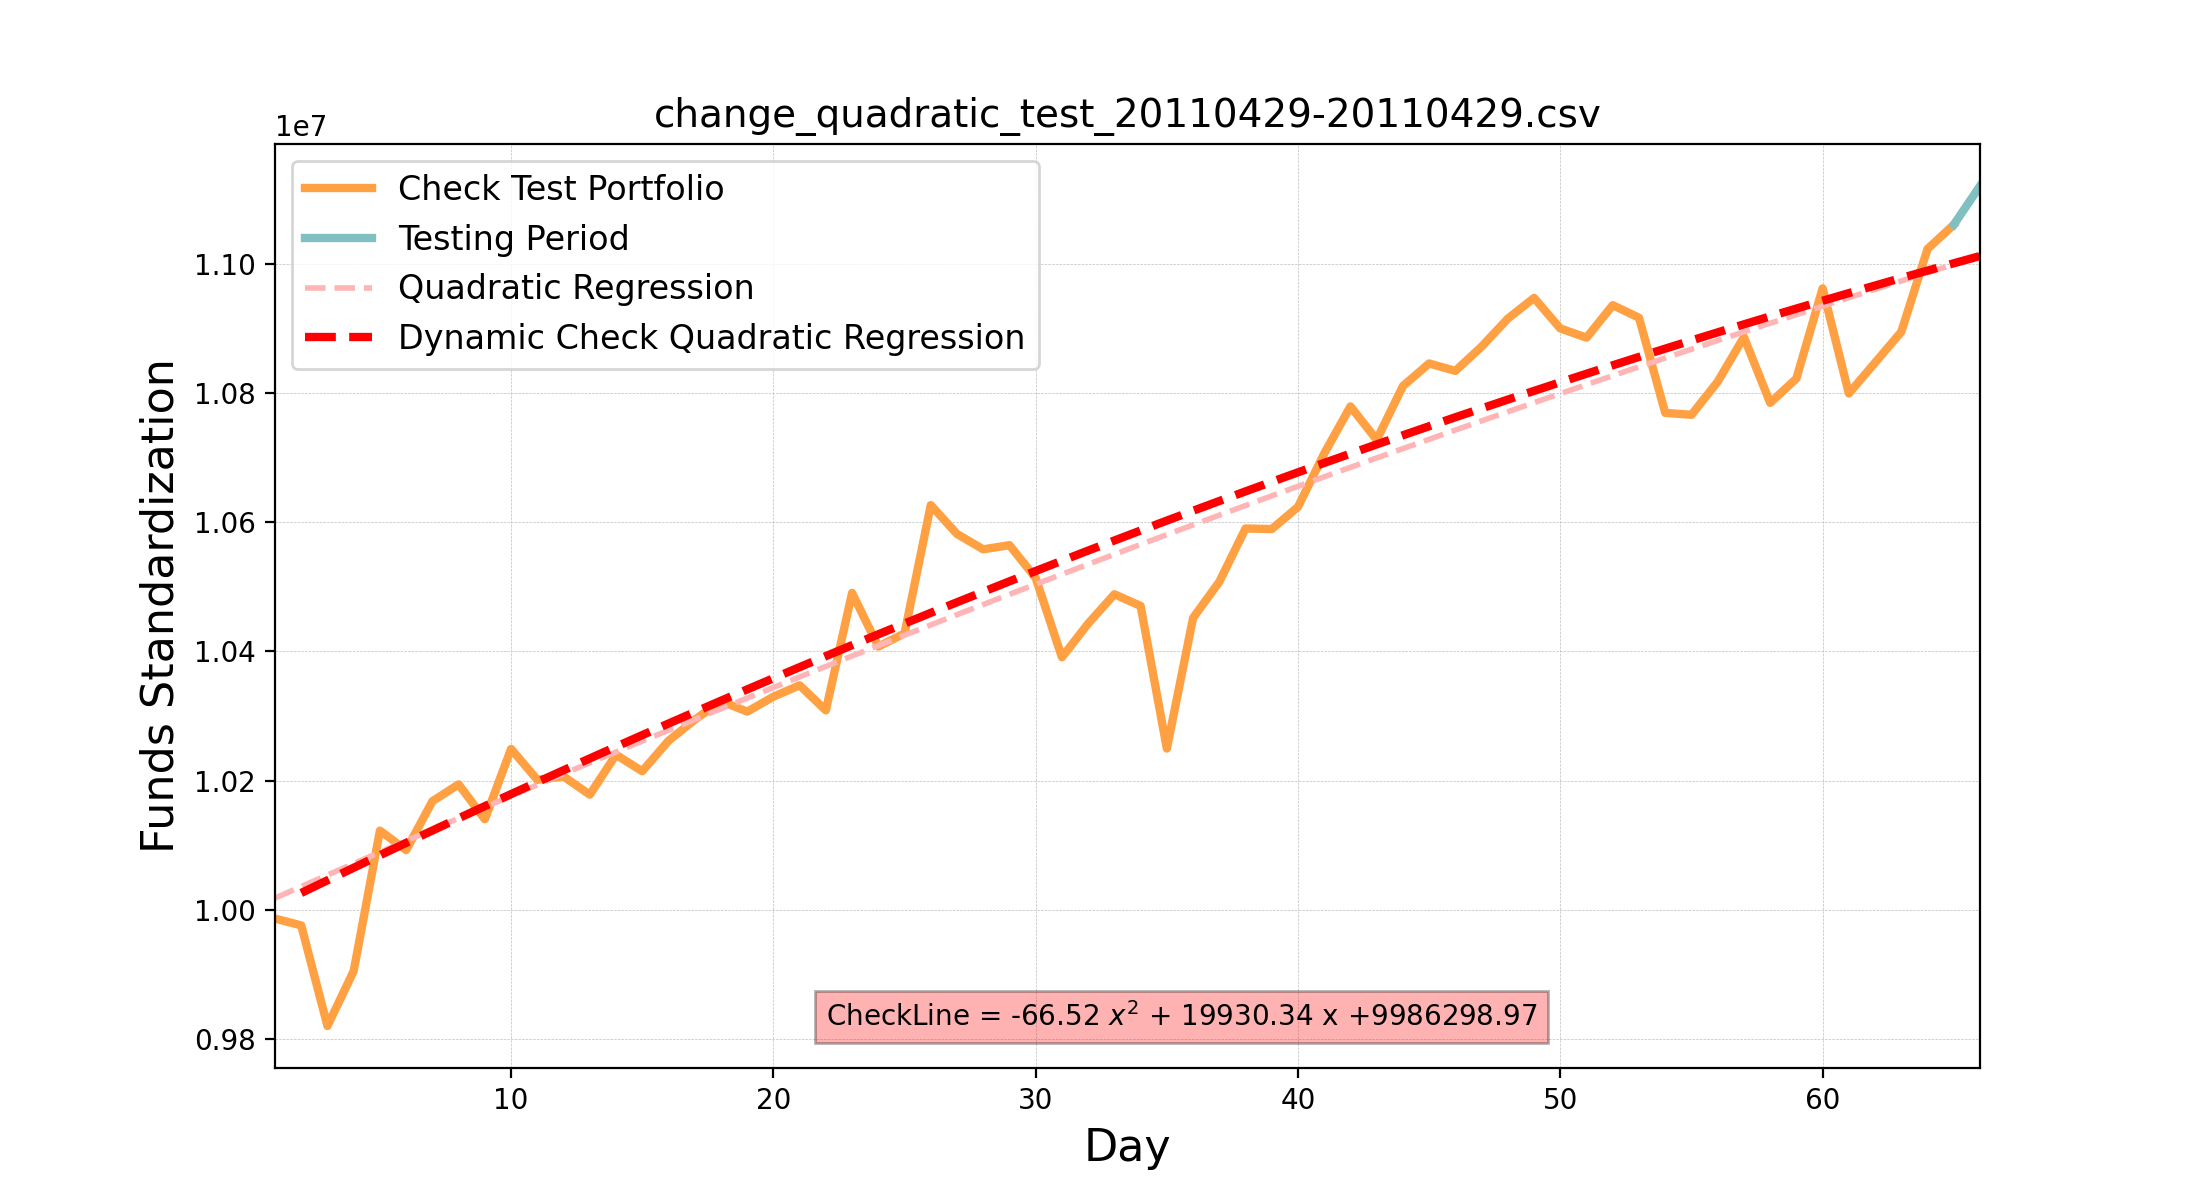 change_quadratic_test_20110429-20110429.csv
1e7
Check Test Portfolio
Testing Period
Quadratic Regression
Dynamic Check Quadratic Regression
1.10
1.08
1.06
1.04
1.02
1.00
0.98
Funds Standardization
CheckLine = -66.52 x² + 19930.34 x +9986298.97
10 20 30 40 50 60
Day